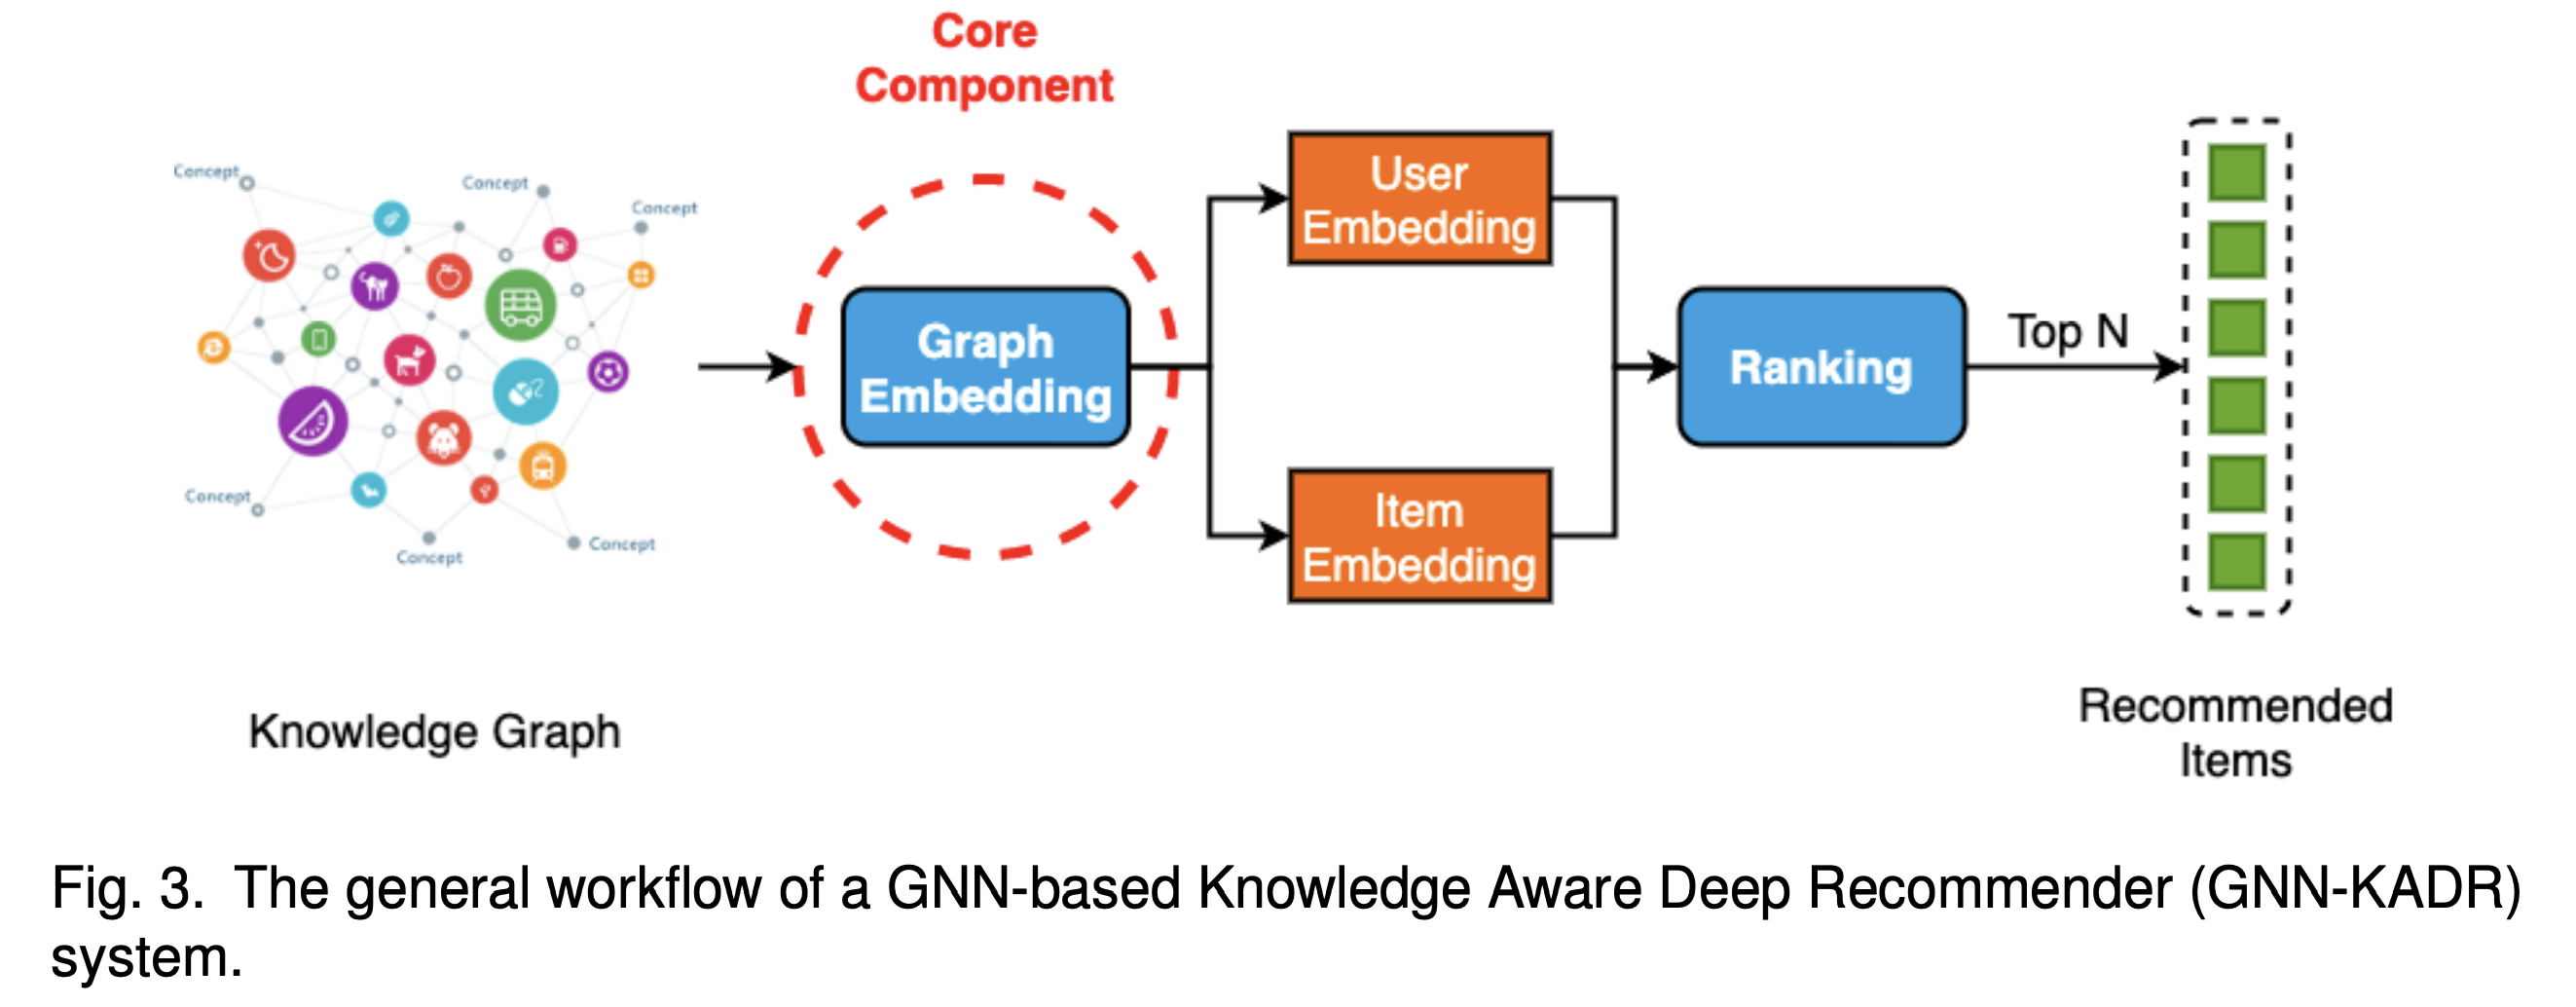 Core
Component
Concept
Concept
Concept
User
Embedding
Graph
Embedding
Ranking
Top N
Item
Embedding
Concept
Concept
Concept
Knowledge Graph
Recommended
Items
Fig. 3. The general workflow of a GNN-based Knowledge Aware Deep Recommender (GNN-KADR)
system.